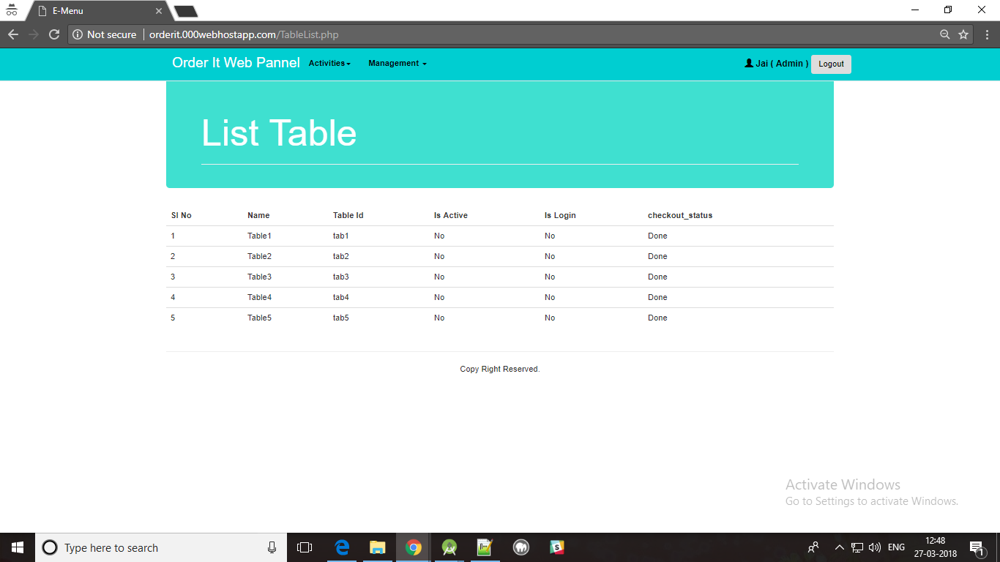 E-Menu
Not secure orderit.000webhostapp.com/TableList.php
Order It Web Pannel Activities Management Jai ( Admin ) Logout
List Table
Sl No Name Table Id Is Active Is Login checkout_status
1 Table1 tab1 No No Done
2 Table2 tab2 No No Done
3 Table3 tab3 No No Done
4 Table4 tab4 No No Done
5 Table5 tab5 No No Done
Copy Right Reserved.
Activate Windows
Go to Settings to activate Windows.
Type here to search
ENG
12:48
27-03-2018
1